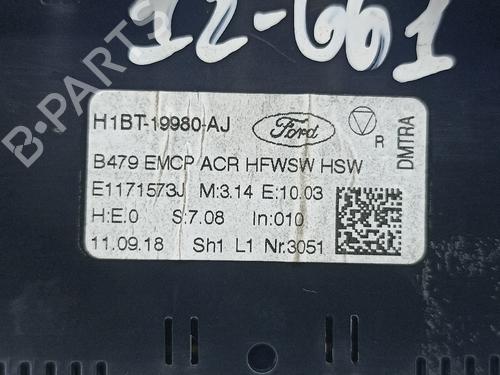 B-PARTS
12-661
H1BT-19980-AJ
Ford
R
DMTRA
B479 EMCP ACR HFWSW HSW
E1171573J M:3.14 E:10.03
H:E.0 S:7.08 In:010
11.09.18 Sh1 L1 Nr.3051